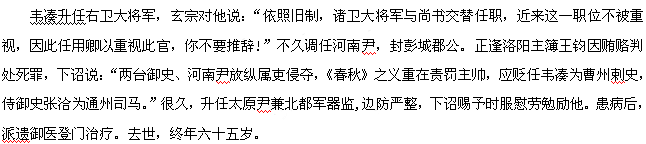 韦凑升任右卫大将军，玄宗对他说：“依照旧制，诸卫大将军与尚书交替任职，近来这一职位不被重
视，因此任用卿以重视此官，你不要推辞!”不久调任河南尹，封彭城郡公。正逢洛阳主簿王钧因贿赂判
处死罪，下诏说：“两台御史、河南尹放纵属吏侵夺，《春秋》之义重在责罚主帅，应贬任韦凑为曹州刺史，
侍御史张洽为通州司马。”很久，升任太原尹兼北都军器监,边防严整，下诏赐予时服慰劳勉励他。患病后，
派遣御医登门治疗。去世，终年六十五岁。